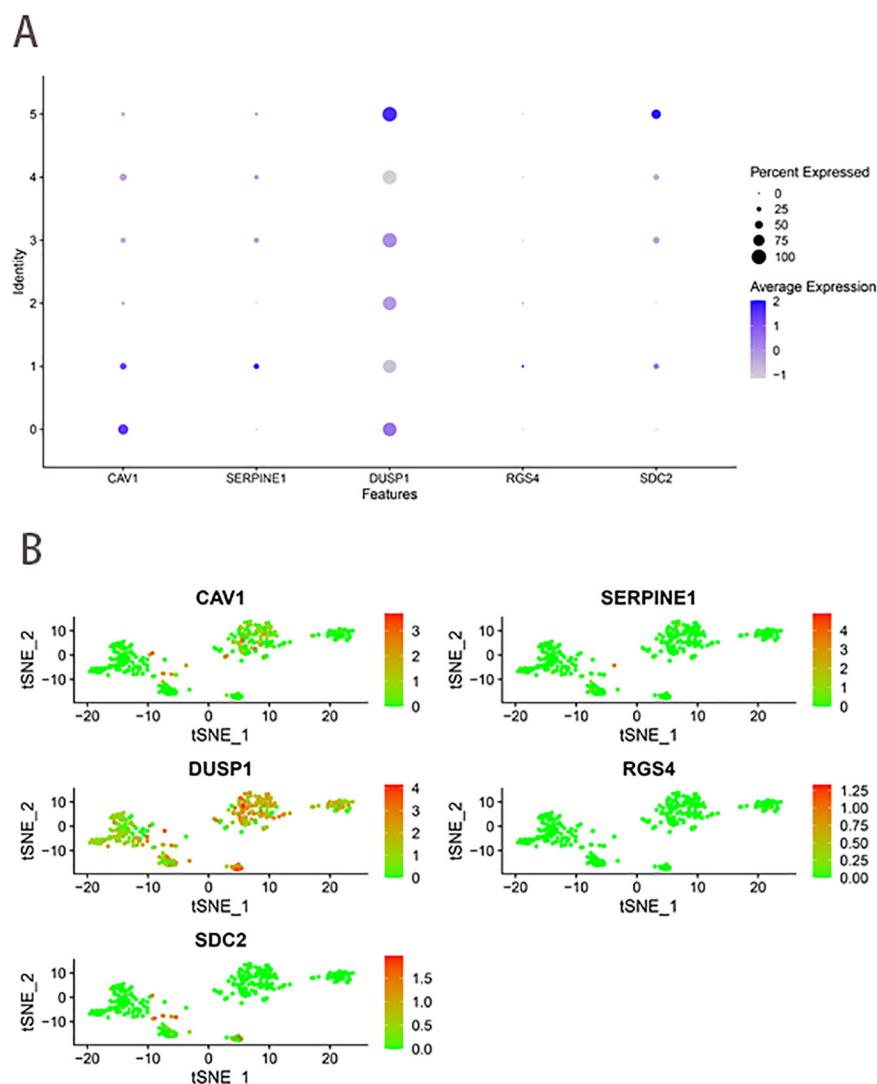 A
Identity
5
4
3
2
1
0
CAV1 SERPINE1 DUSP1 RGS4 SDC2
Features
Percent Expressed
0
25
50
75
100
Average Expression
2
1
0
−1
B
CAV1
tSNE_2
10
0
−10
−20 −10 0 10 20
tSNE_1
3
2
1
0
SERPINE1
tSNE_2
10
0
−10
−20 −10 0 10 20
tSNE_1
4
3
2
1
0
DUSP1
tSNE_2
10
0
−10
−20 −10 0 10 20
tSNE_1
4
3
2
1
0
RGS4
tSNE_2
10
0
−10
−20 −10 0 10 20
tSNE_1
1.25
1.00
0.75
0.50
0.25
0.00
SDC2
tSNE_2
10
0
−10
−20 −10 0 10 20
tSNE_1
1.5
1.0
0.5
0.0